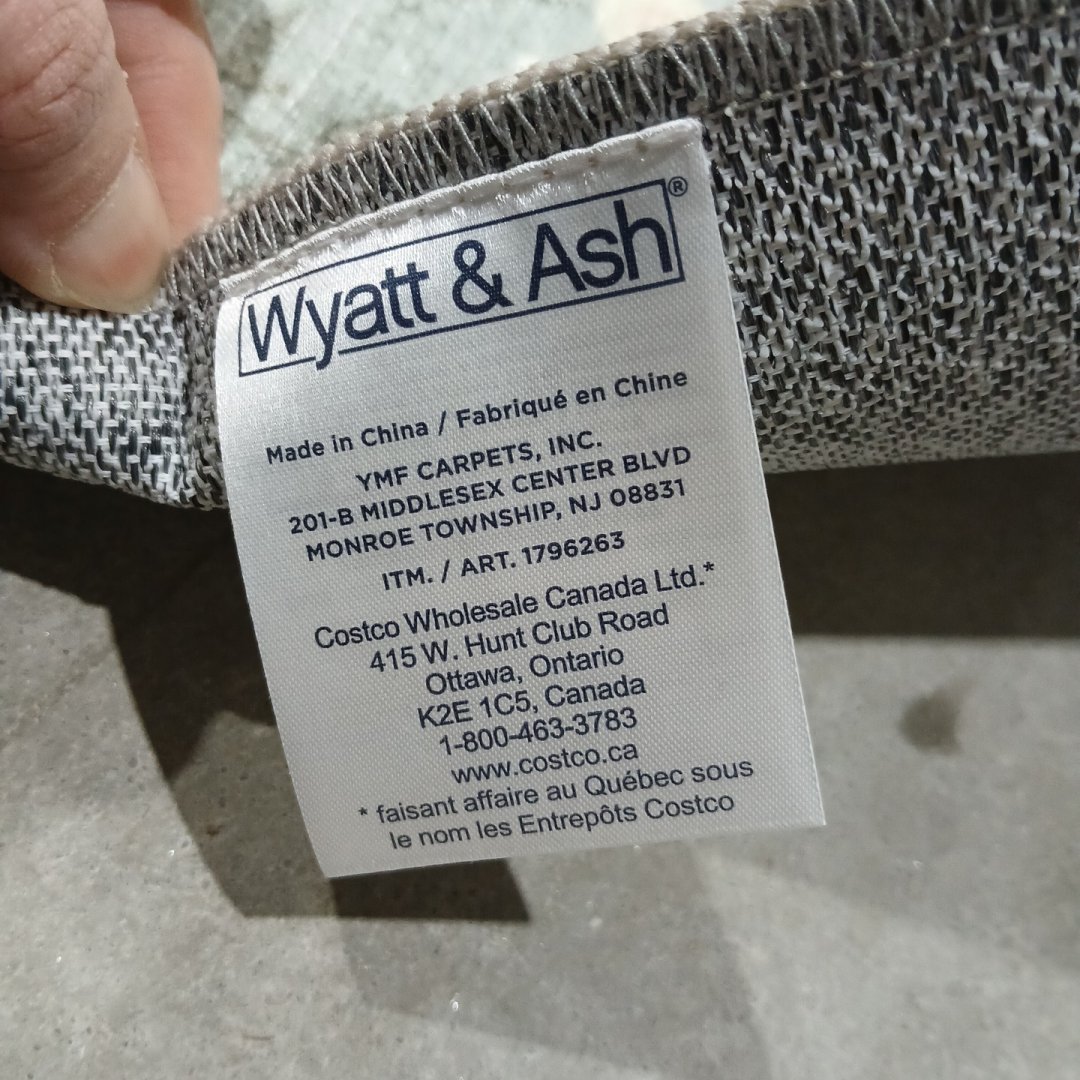 Wyatt & Ash®
Made in China / Fabriqué en Chine
YMF CARPETS, INC.
201-B MIDDLESEX CENTER BLVD
MONROE TOWNSHIP, NJ 08831
ITM. / ART. 1796263
Costco Wholesale Canada Ltd.*
415 W. Hunt Club Road
Ottawa, Ontario
K2E 1C5, Canada
1-800-463-3783
www.costco.ca
* faisant affaire au Québec sous
le nom les Entrepôts Costco